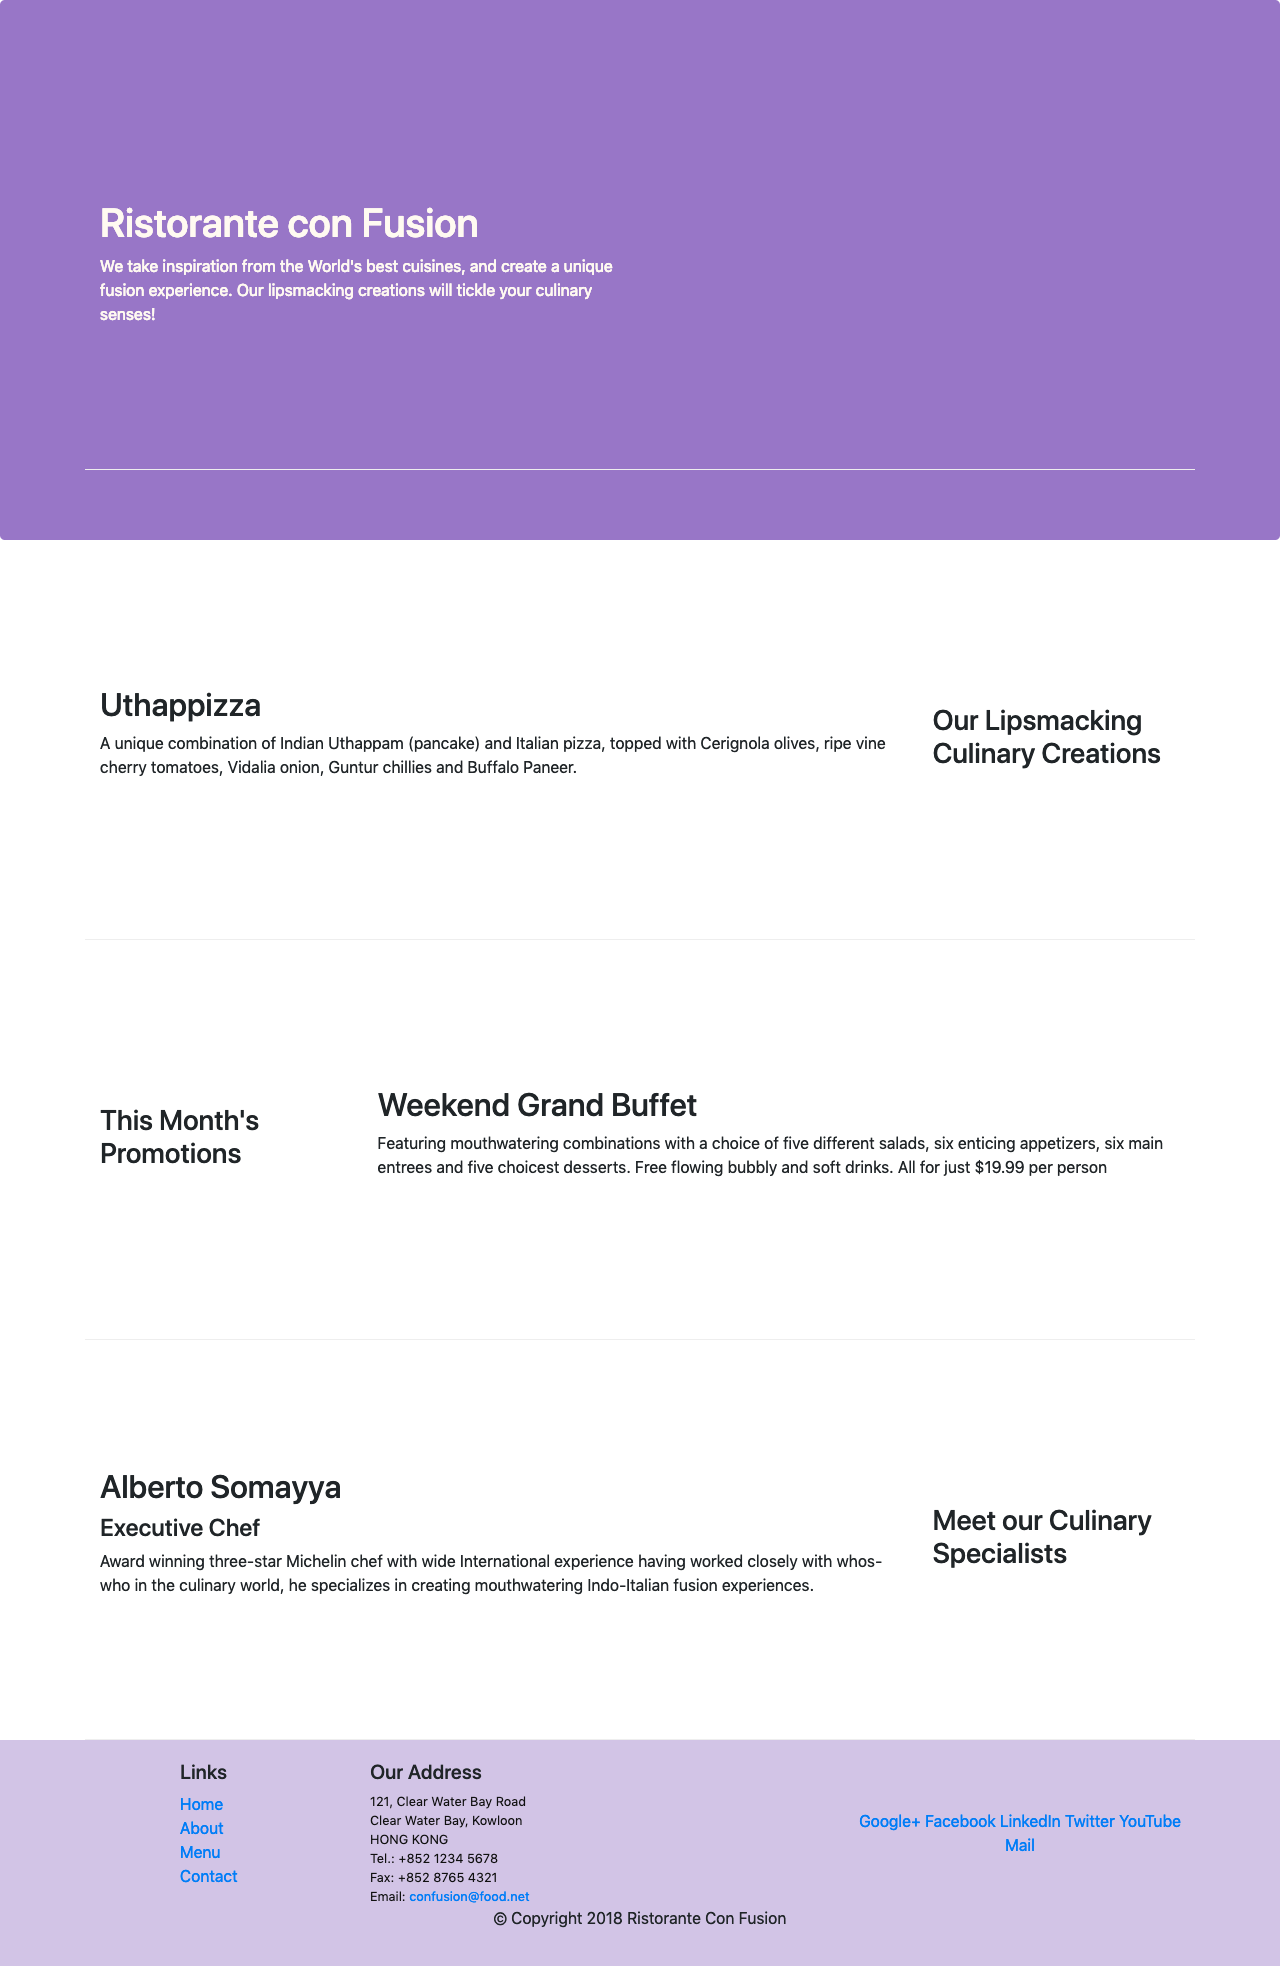 Ristorante con Fusion
We take inspiration from the World's best cuisines, and create a unique
fusion experience. Our lipsmacking creations will tickle your culinary
senses!
Uthappizza
A unique combination of Indian Uthappam (pancake) and Italian pizza, topped with Cerignola olives, ripe vine
cherry tomatoes, Vidalia onion, Guntur chillies and Buffalo Paneer.
Our Lipsmacking
Culinary Creations
This Month's
Promotions
Weekend Grand Buffet
Featuring mouthwatering combinations with a choice of five different salads, six enticing appetizers, six main
entrees and five choicest desserts. Free flowing bubbly and soft drinks. All for just $19.99 per person
Alberto Somayya
Executive Chef
Award winning three-star Michelin chef with wide International experience having worked closely with whos-
who in the culinary world, he specializes in creating mouthwatering Indo-Italian fusion experiences.
Meet our Culinary
Specialists
Links
Home
About
Menu
Contact
Our Address
121, Clear Water Bay Road
Clear Water Bay, Kowloon
HONG KONG
Tel.: +852 1234 5678
Fax: +852 8765 4321
Email: confusion@food.net
Google+ Facebook LinkedIn Twitter YouTube
Mail
© Copyright 2018 Ristorante Con Fusion